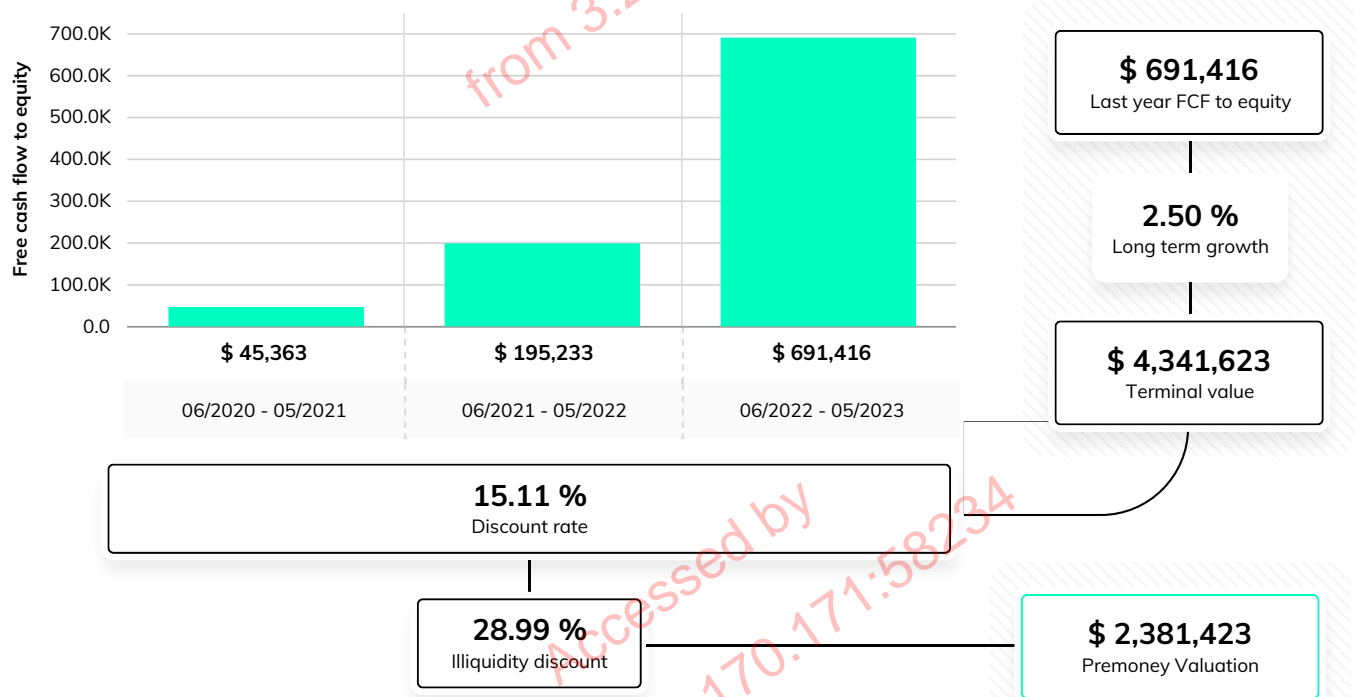 Free cash flow to equity
700.0K
600.0K
500.0K
400.0K
300.0K
200.0K
100.0K
0.0
$ 45,363
$ 195,233
$ 691,416
06/2020 - 05/2021
06/2021 - 05/2022
06/2022 - 05/2023
15.11 %
Discount rate
28.99 %
Illiquidity discount
$ 691,416
Last year FCF to equity
2.50 %
Long term growth
$ 4,341,623
Terminal value
$ 2,381,423
Premoney Valuation
Accessed by
from 3.2
170.171:58234